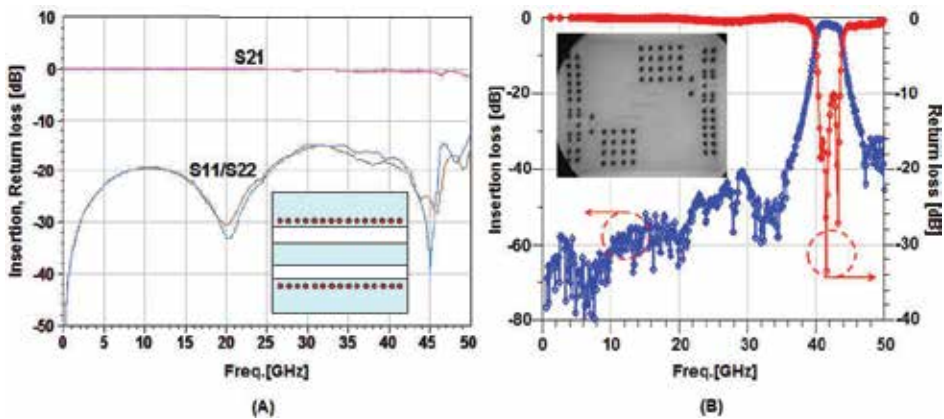 10
0
-10
-20
-30
-40
-50
Insertion, Return loss [dB]
S21
S11/S22
0 5 10 15 20 25 30 35 40 45 50
Freq.[GHz]
(A)
0
-20
-40
-60
-80
Insertion loss [dB]
0
-10
-20
-30
-40
Return loss [dB]
0 10 20 30 40 50
Freq.[GHz]
(B)